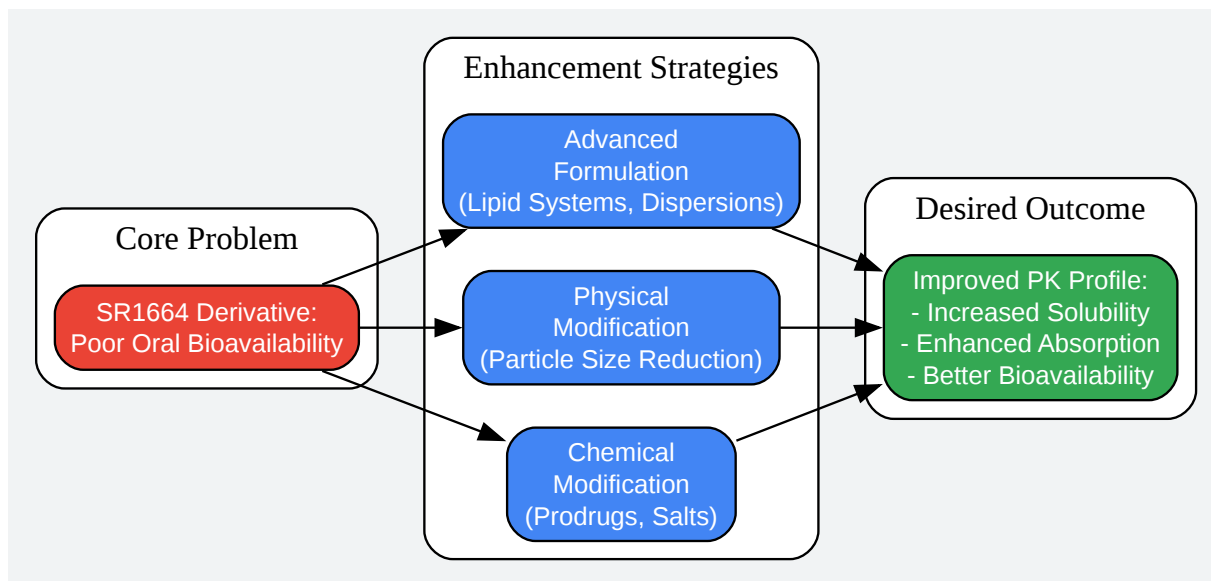 Core Problem
SR1664 Derivative:
Poor Oral Bioavailability
Enhancement Strategies
Advanced
Formulation
(Lipid Systems, Dispersions)
Physical
Modification
(Particle Size Reduction)
Chemical
Modification
(Prodrugs, Salts)
Desired Outcome
Improved PK Profile:
- Increased Solubility
- Enhanced Absorption
- Better Bioavailability